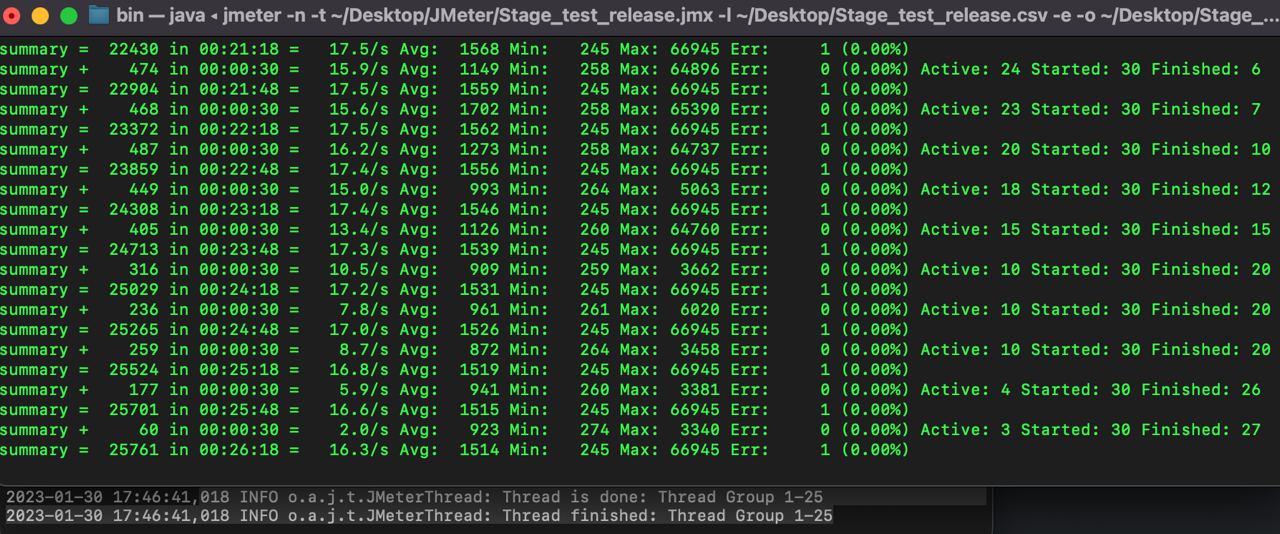 bin — java ◂ jmeter -n -t ~/Desktop/JMeter/Stage_test_release.jmx -l ~/Desktop/Stage_test_release.csv -e -o ~/Desktop/Stage_...
summary =  22430 in 00:21:18 =   17.5/s Avg:  1568 Min:   245 Max: 66945 Err:     1 (0.00%)
summary +    474 in 00:00:30 =   15.9/s Avg:  1149 Min:   258 Max: 64896 Err:     0 (0.00%) Active: 24 Started: 30 Finished: 6
summary =  22904 in 00:21:48 =   17.5/s Avg:  1559 Min:   245 Max: 66945 Err:     1 (0.00%)
summary +    468 in 00:00:30 =   15.6/s Avg:  1702 Min:   258 Max: 65390 Err:     0 (0.00%) Active: 23 Started: 30 Finished: 7
summary =  23372 in 00:22:18 =   17.5/s Avg:  1562 Min:   245 Max: 66945 Err:     1 (0.00%)
summary +    487 in 00:00:30 =   16.2/s Avg:  1273 Min:   258 Max: 64737 Err:     0 (0.00%) Active: 20 Started: 30 Finished: 10
summary =  23859 in 00:22:48 =   17.4/s Avg:  1556 Min:   245 Max: 66945 Err:     1 (0.00%)
summary +    449 in 00:00:30 =   15.0/s Avg:   993 Min:   264 Max:  5063 Err:     0 (0.00%) Active: 18 Started: 30 Finished: 12
summary =  24308 in 00:23:18 =   17.4/s Avg:  1546 Min:   245 Max: 66945 Err:     1 (0.00%)
summary +    405 in 00:00:30 =   13.4/s Avg:  1126 Min:   260 Max: 64760 Err:     0 (0.00%) Active: 15 Started: 30 Finished: 15
summary =  24713 in 00:23:48 =   17.3/s Avg:  1539 Min:   245 Max: 66945 Err:     1 (0.00%)
summary +    316 in 00:00:30 =   10.5/s Avg:   909 Min:   259 Max:  3662 Err:     0 (0.00%) Active: 10 Started: 30 Finished: 20
summary =  25029 in 00:24:18 =   17.2/s Avg:  1531 Min:   245 Max: 66945 Err:     1 (0.00%)
summary +    236 in 00:00:30 =    7.8/s Avg:   961 Min:   261 Max:  6020 Err:     0 (0.00%) Active: 10 Started: 30 Finished: 20
summary =  25265 in 00:24:48 =   17.0/s Avg:  1526 Min:   245 Max: 66945 Err:     1 (0.00%)
summary +    259 in 00:00:30 =    8.7/s Avg:   872 Min:   264 Max:  3458 Err:     0 (0.00%) Active: 10 Started: 30 Finished: 20
summary =  25524 in 00:25:18 =   16.8/s Avg:  1519 Min:   245 Max: 66945 Err:     1 (0.00%)
summary +    177 in 00:00:30 =    5.9/s Avg:   941 Min:   260 Max:  3381 Err:     0 (0.00%) Active: 4 Started: 30 Finished: 26
summary =  25701 in 00:25:48 =   16.6/s Avg:  1515 Min:   245 Max: 66945 Err:     1 (0.00%)
summary +     60 in 00:00:30 =    2.0/s Avg:   923 Min:   274 Max:  3340 Err:     0 (0.00%) Active: 3 Started: 30 Finished: 27
summary =  25761 in 00:26:18 =   16.3/s Avg:  1514 Min:   245 Max: 66945 Err:     1 (0.00%)
2023-01-30 17:46:41,018 INFO o.a.j.t.JMeterThread: Thread is done: Thread Group 1-25
2023-01-30 17:46:41,018 INFO o.a.j.t.JMeterThread: Thread finished: Thread Group 1-25